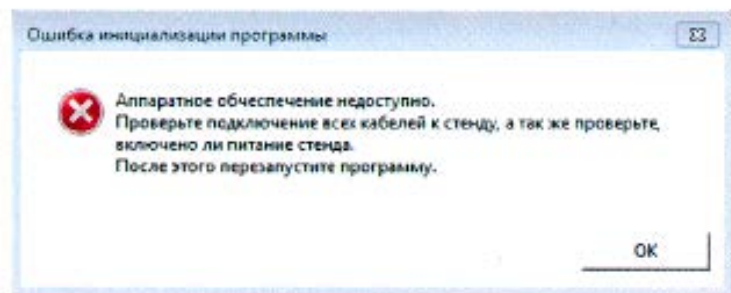 Ошибка инициализации программы
Аппаратное обчеспечение недоступно.
Проверьте подключение всех кабелей к стенду, а так же проверьте,
включено ли питание стенда.
После этого перезапустите программу.
OK